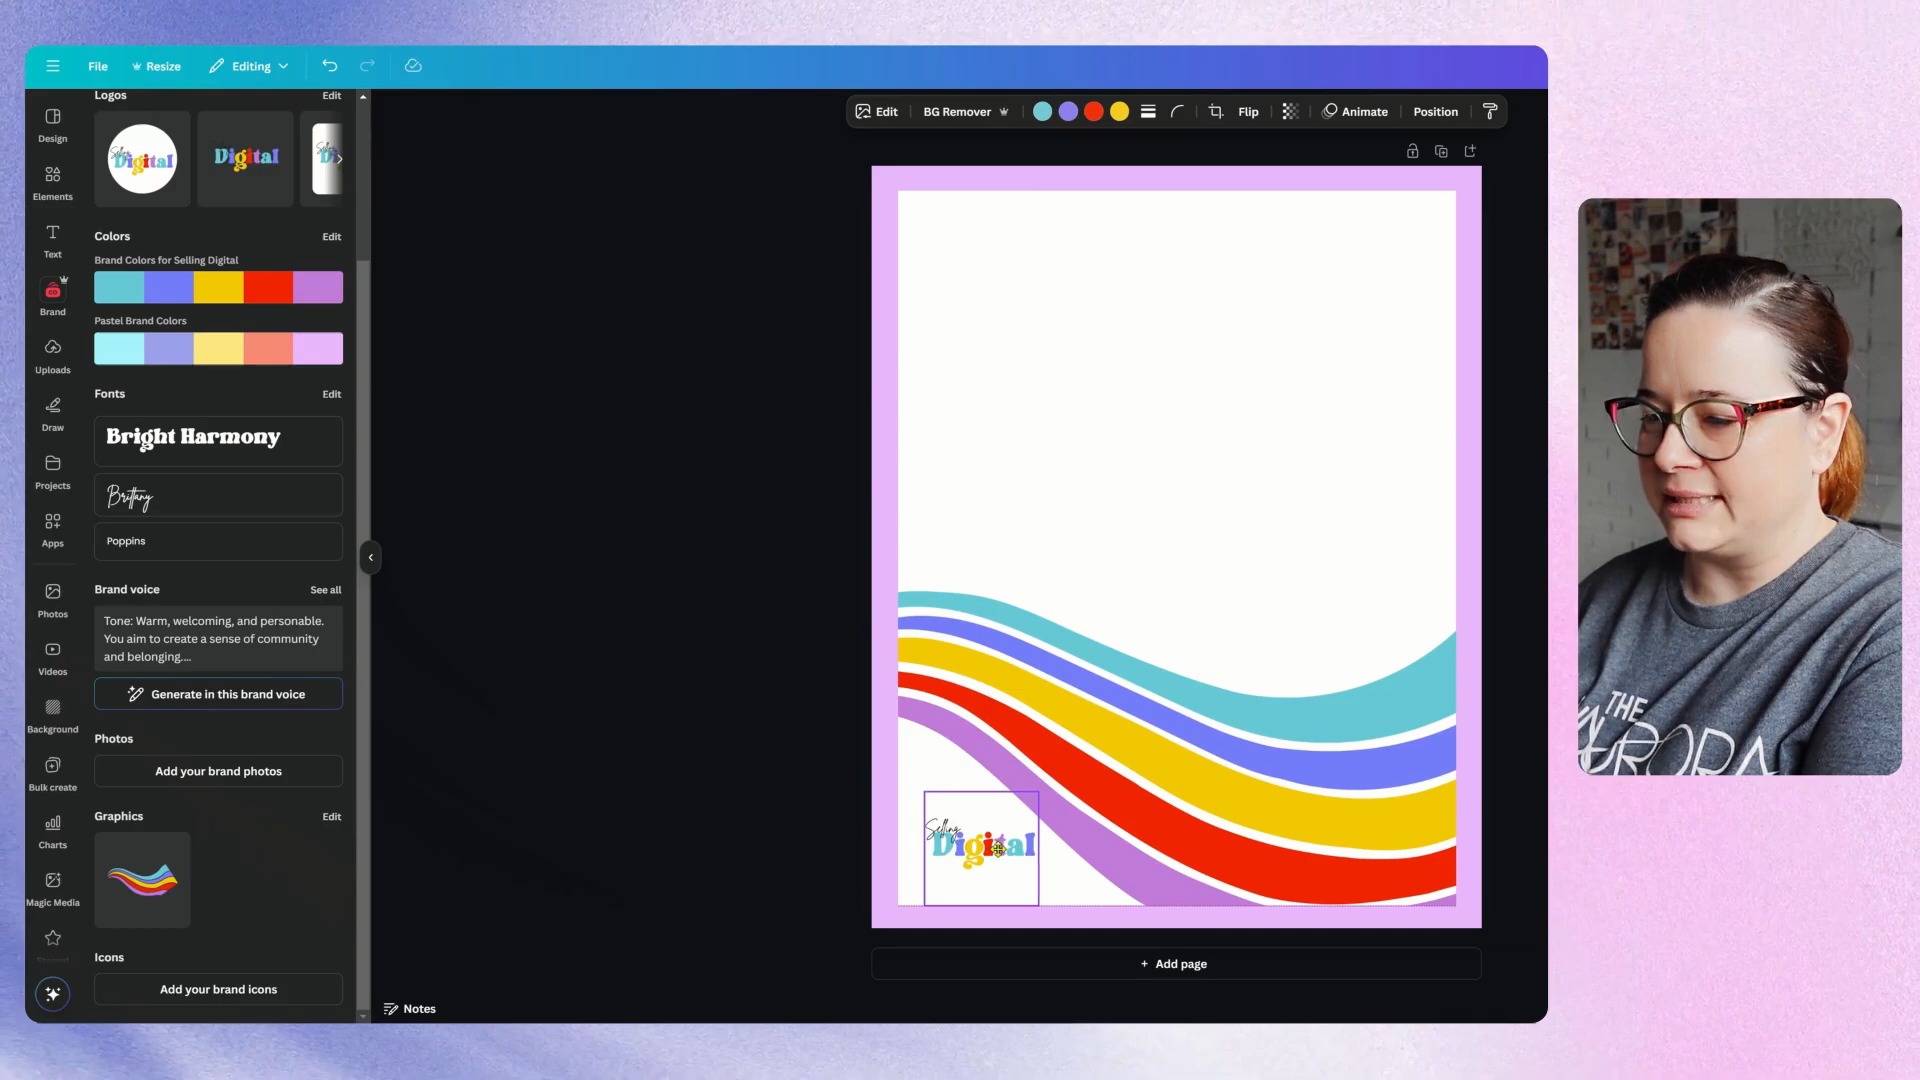 File
Resize
Editing
Logos
Edit
Selling
Digital
Digital
Colors
Edit
Brand Colors for Selling Digital
Pastel Brand Colors
Fonts
Edit
Bright Harmony
Brittany
Poppins
Brand voice
See all
Tone: Warm, welcoming, and personable.
You aim to create a sense of community
and belonging....
Generate in this brand voice
Photos
Add your brand photos
Graphics
Edit
Icons
Add your brand icons
Design
Elements
Text
Brand
Uploads
Draw
Projects
Apps
Photos
Videos
Background
Bulk create
Charts
Magic Media
Edit
BG Remover
Flip
Animate
Position
Selling
Digital
+ Add page
Notes
THE
AURORA